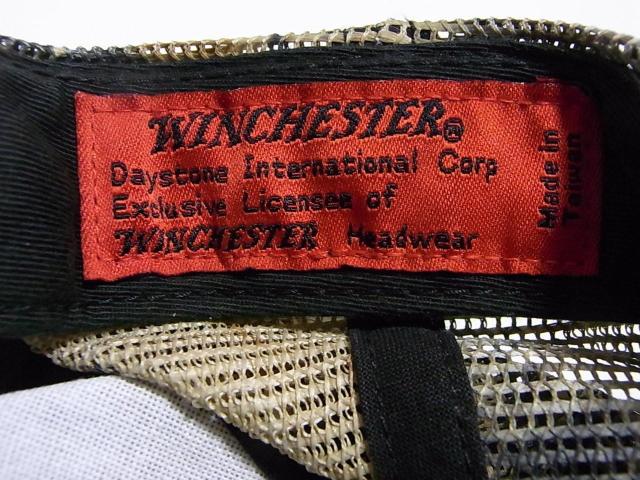 WINCHESTER®
Daystone International Corp
Exclusive Licensee of
WINCHESTER Headwear
Made in
Taiwan